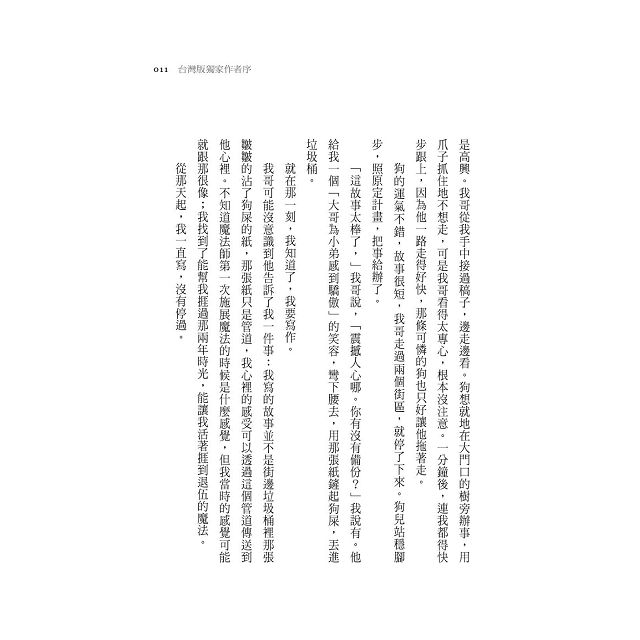 011 台灣版獨家作者序
是高興。我哥從我手中接過稿子，邊走邊看。狗想就地在大門口的樹旁辦事，用
爪子抓住地不想走，可是我哥看得太專心，根本沒注意。一分鐘後，連我都得快
步跟上，因為他一路走得好快，那條可憐的狗也只好讓他拖著走。
狗的運氣不錯，故事很短，我哥走過兩個街區，就停了下來。狗兒站穩腳
步，照原定計畫，把事給辦了。
「這故事太棒了，」我哥說，「震撼人心哪。你有沒有備份？」我說有。他
給我一個「大哥為小弟感到驕傲」的笑容，彎下腰去，用那張紙鏟起狗屎，丟進
垃圾桶。
就在那一刻，我知道了，我要寫作。
我哥可能沒意識到他告訴了我一件事：我寫的故事並不是街邊垃圾桶裡那張
皺皺的沾了狗屎的紙，那張紙只是管道，我心裡的感受可以透過這個管道傳送到
他心裡。不知道魔法師第一次施展魔法的時候是什麼感覺，但我當時的感覺可能
就跟那很像；我找到了能幫我捱過那兩年時光，能讓我活著捱到退伍的魔法。
從那天起，我一直寫，沒有停過。